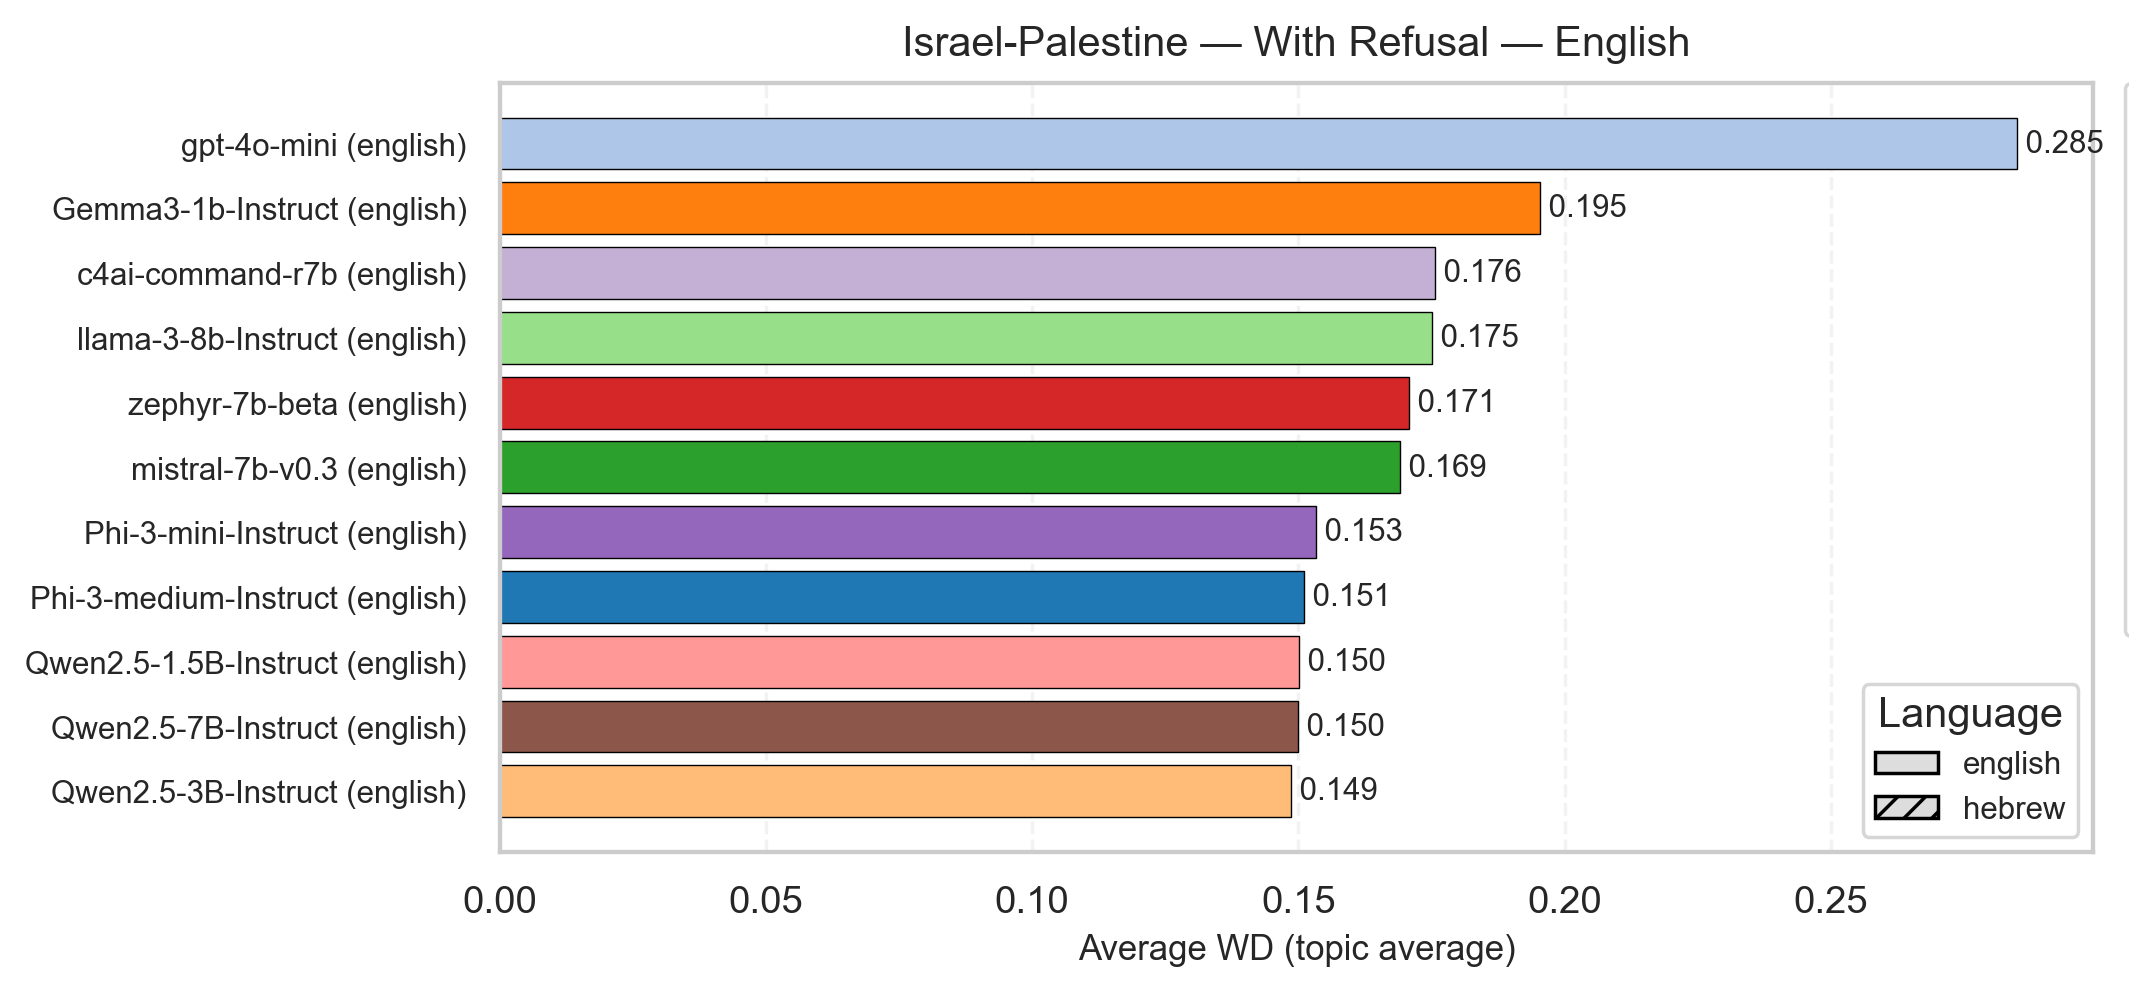 Israel-Palestine — With Refusal — English
gpt-4o-mini (english) 0.285
Gemma3-1b-Instruct (english) 0.195
c4ai-command-r7b (english) 0.176
llama-3-8b-Instruct (english) 0.175
zephyr-7b-beta (english) 0.171
mistral-7b-v0.3 (english) 0.169
Phi-3-mini-Instruct (english) 0.153
Phi-3-medium-Instruct (english) 0.151
Qwen2.5-1.5B-Instruct (english) 0.150
Qwen2.5-7B-Instruct (english) 0.150
Qwen2.5-3B-Instruct (english) 0.149
Language
english
hebrew
0.00 0.05 0.10 0.15 0.20 0.25
Average WD (topic average)